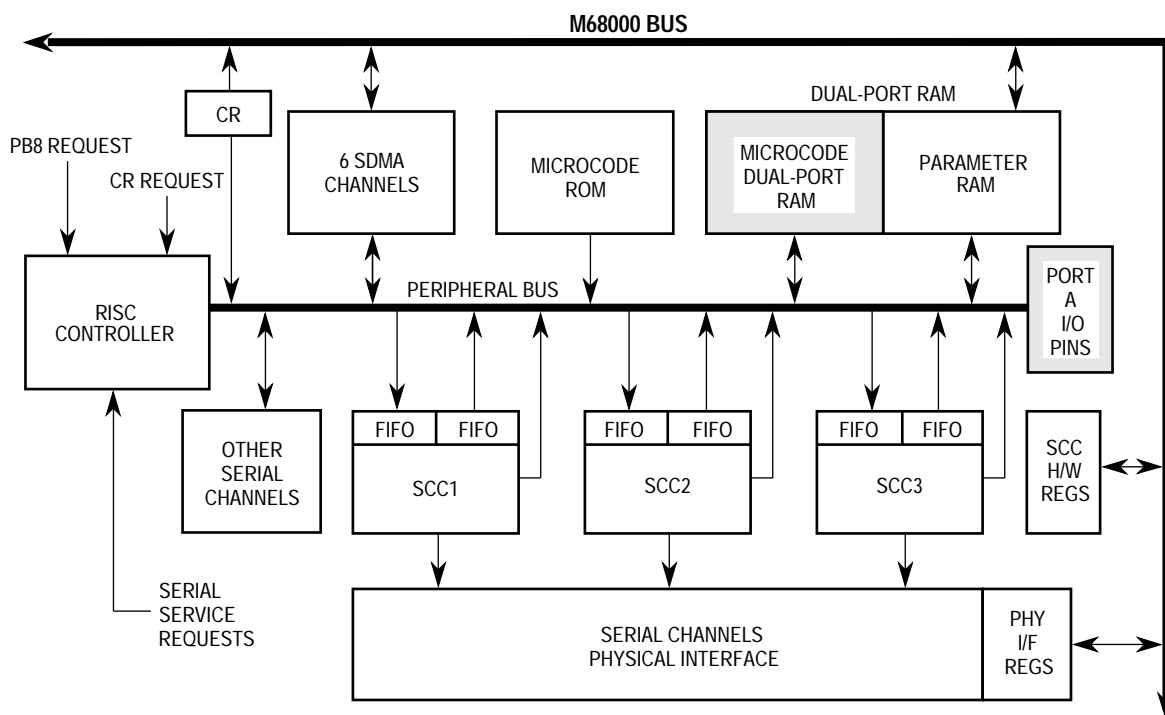 M68000 BUS
CR
DUAL-PORT RAM
PB8 REQUEST
CR REQUEST
6 SDMA
CHANNELS
MICROCODE
ROM
MICROCODE
DUAL-PORT
RAM
PARAMETER
RAM
RISC
CONTROLLER
PERIPHERAL BUS
PORT
A
I/O
PINS
OTHER
SERIAL
CHANNELS
FIFO FIFO
SCC1
FIFO FIFO
SCC2
FIFO FIFO
SCC3
SCC
H/W
REGS
SERIAL
SERVICE
REQUESTS
SERIAL CHANNELS
PHYSICAL INTERFACE
PHY
I/F
REGS